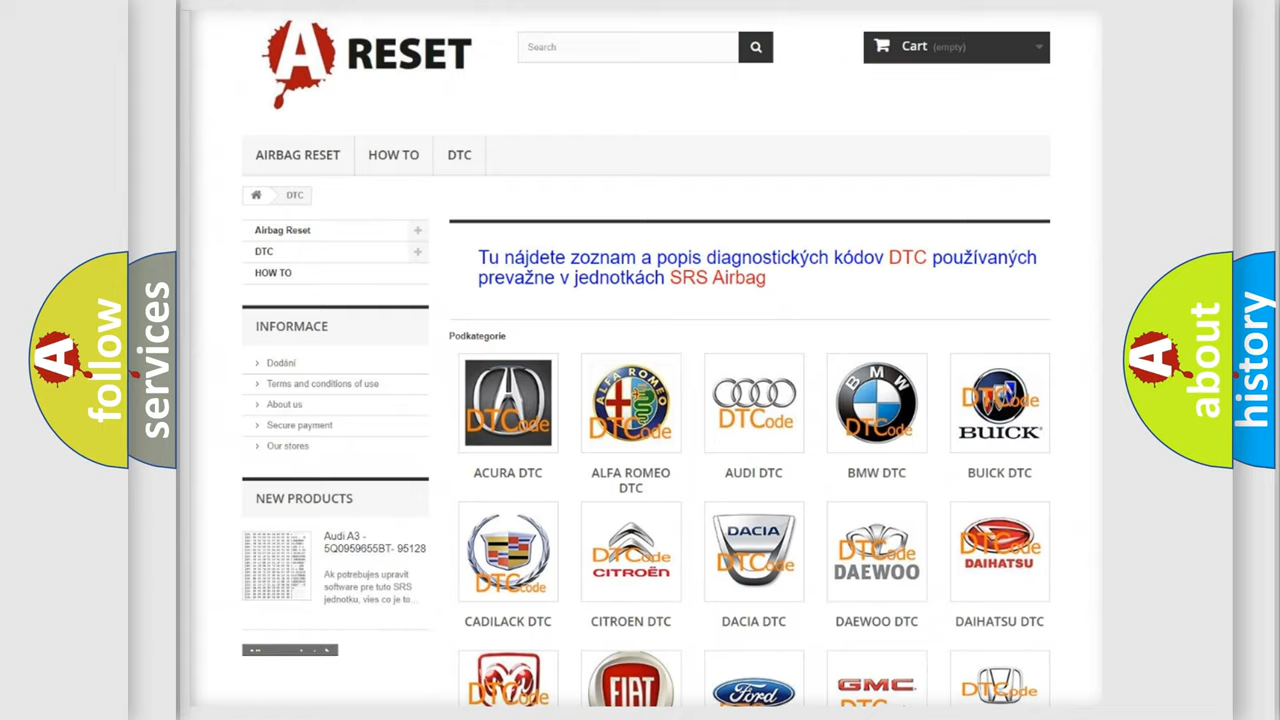 A RESET
Search
Cart (empty)
AIRBAG RESET
HOW TO
DTC
DTC
Airbag Reset
DTC
HOW TO
Tu nájdete zoznam a popis diagnostických kódov DTC používaných
prevažne v jednotkách SRS Airbag
INFORMACE
Dodání
Terms and conditions of use
About us
Secure payment
Our stores
Podkategorie
DTCode
ALFA ROMEO
DTCode
DTCode
BMW
DTCode
DTCode
BUICK
ACURA DTC
ALFA ROMEO
DTC
AUDI DTC
BMW DTC
BUICK DTC
NEW PRODUCTS
Audi A3 -
5Q0959655BT- 95128
Ak potrebujes upravit
software pre tuto SRS
jednotku, vies co je to...
DTCode
DTCode
CITROËN
DACIA
DTCode
DTCode
DAEWOO
DTCode
DAIHATSU
CADILACK DTC
CITROEN DTC
DACIA DTC
DAEWOO DTC
DAIHATSU DTC
DTCode
FIAT
Ford
DTCode
GMC
DTCode
A follow
services
A about
history